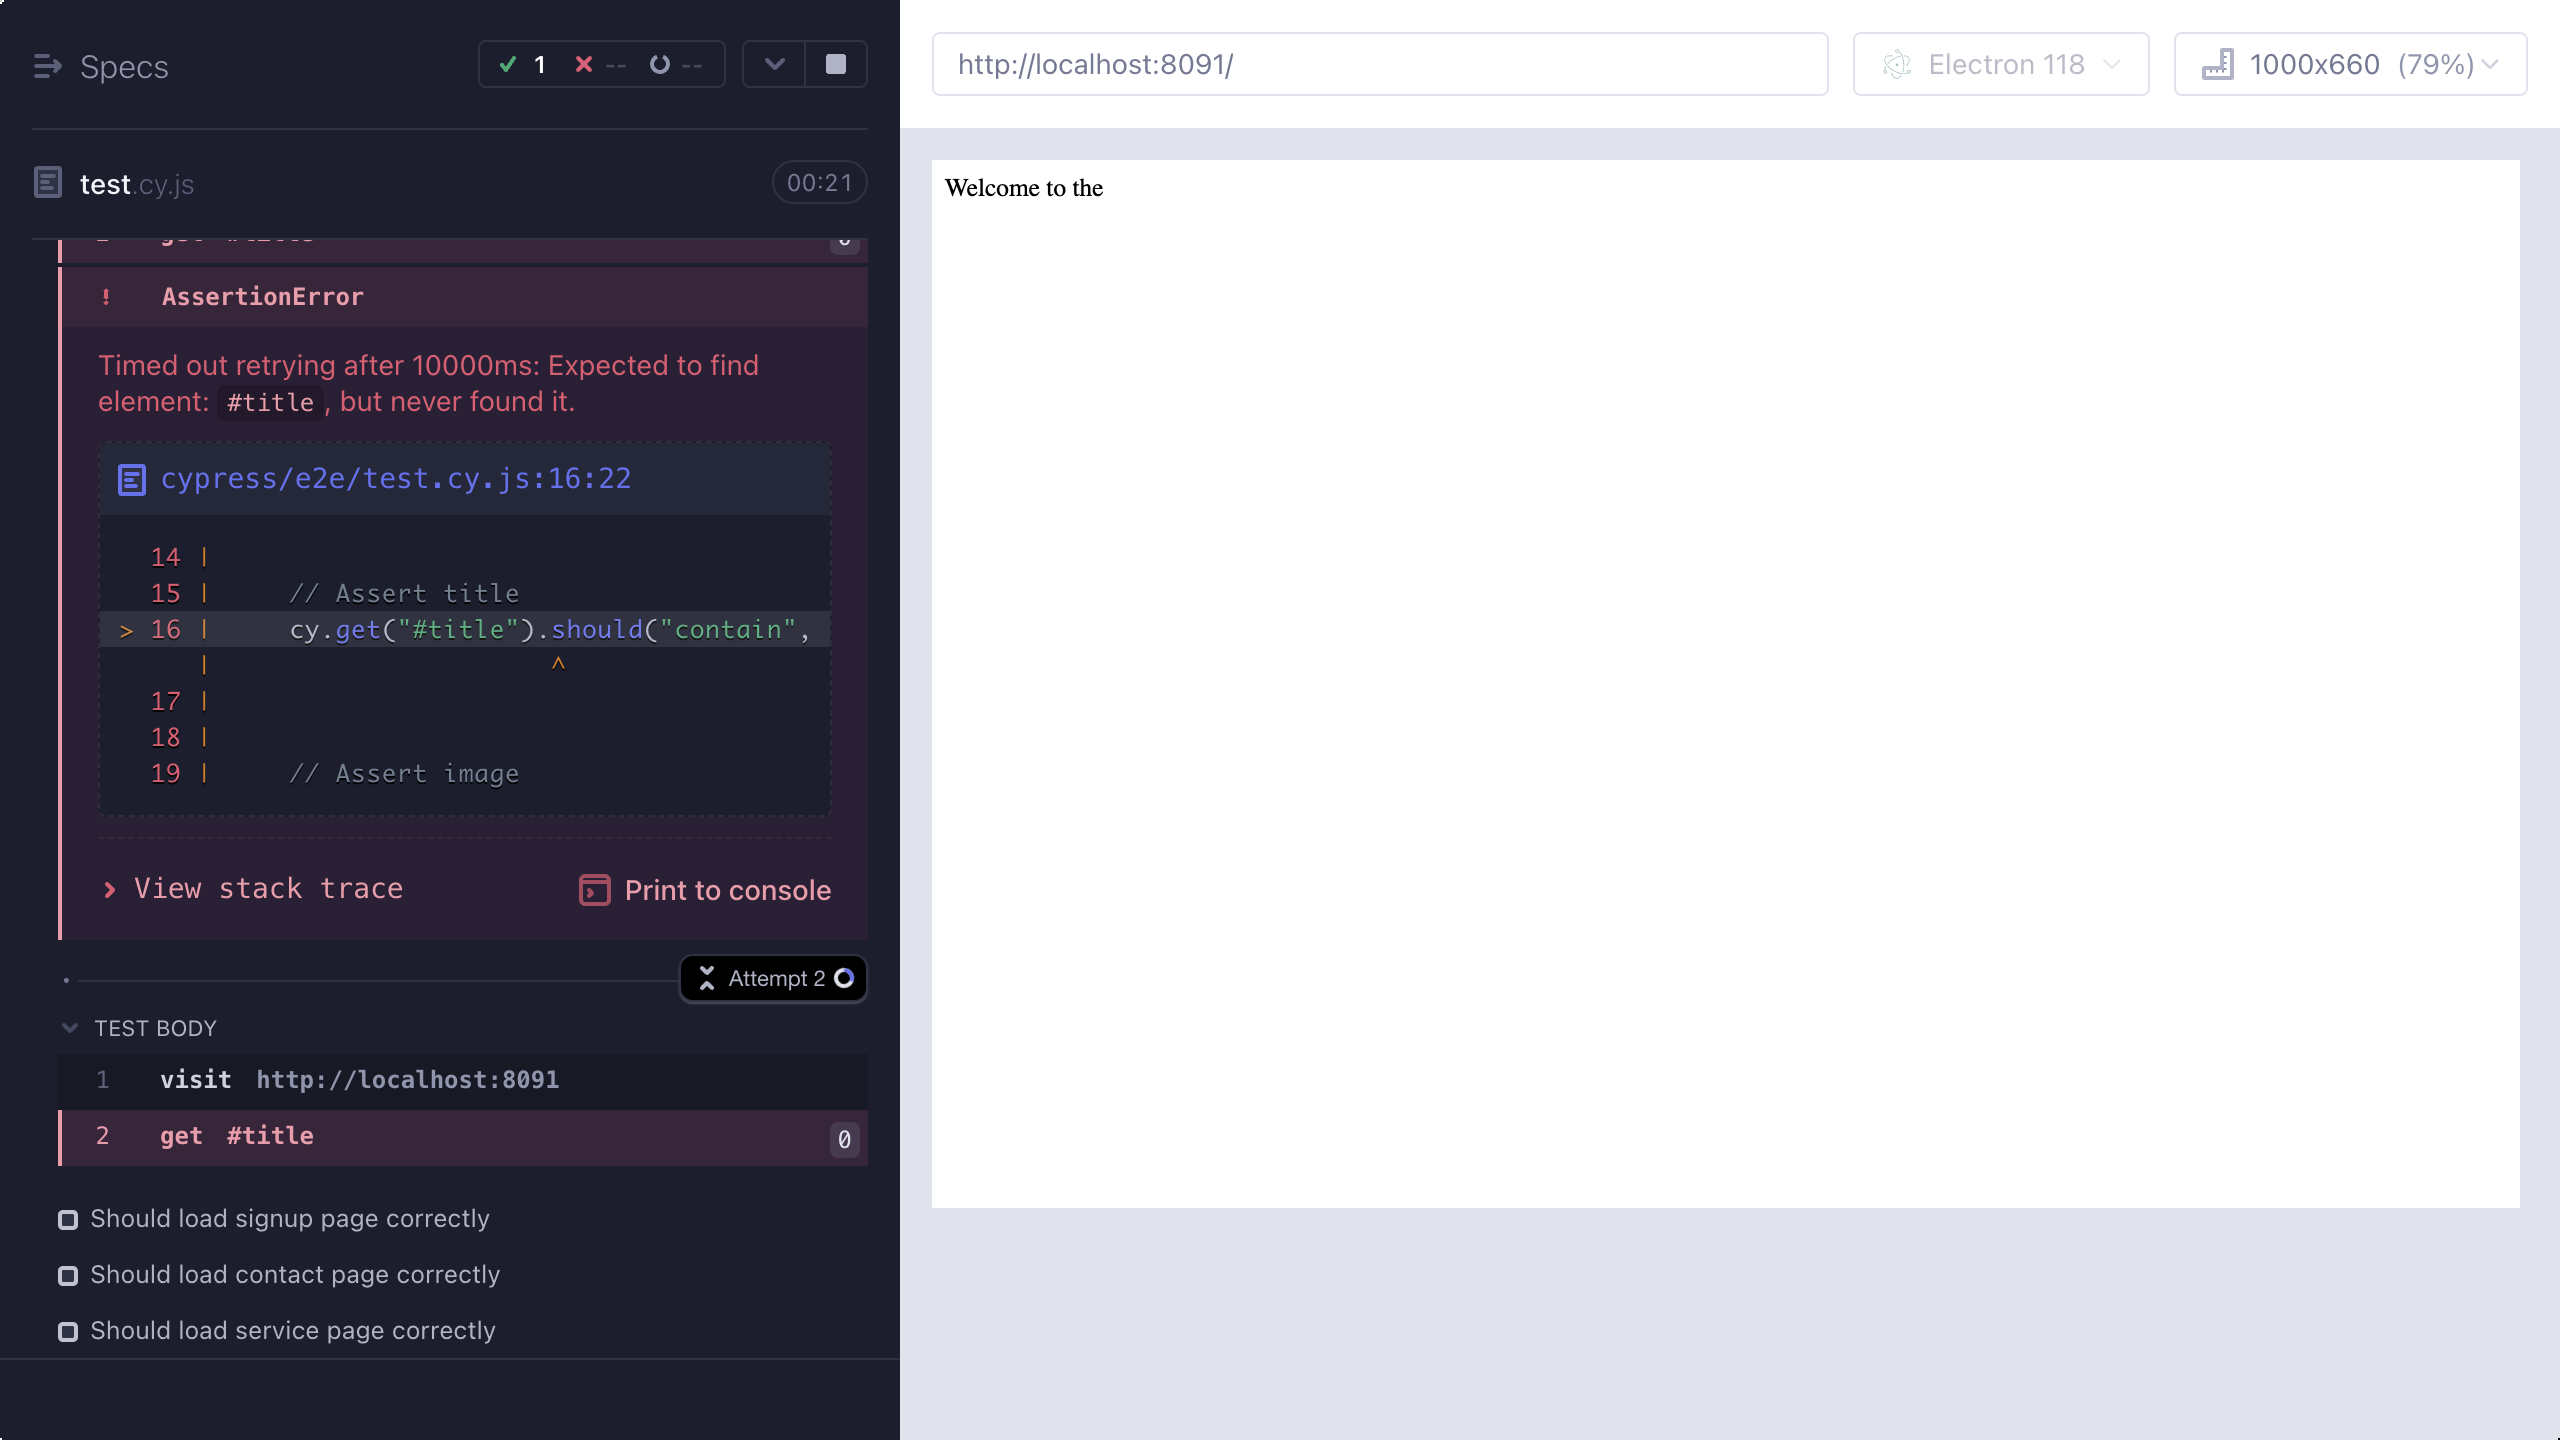 Specs
1 -- --
test.cy.js
00:21
! AssertionError
Timed out retrying after 10000ms: Expected to find
element: #title, but never found it.
cypress/e2e/test.cy.js:16:22
14 |
15 | // Assert title
> 16 | cy.get("#title").should("contain",
| ^
17 |
18 |
19 | // Assert image
View stack trace
Print to console
Attempt 2
TEST BODY
1 visit http://localhost:8091
2 get #title 0
Should load signup page correctly
Should load contact page correctly
Should load service page correctly
http://localhost:8091/
Electron 118
1000x660 (79%)
Welcome to the